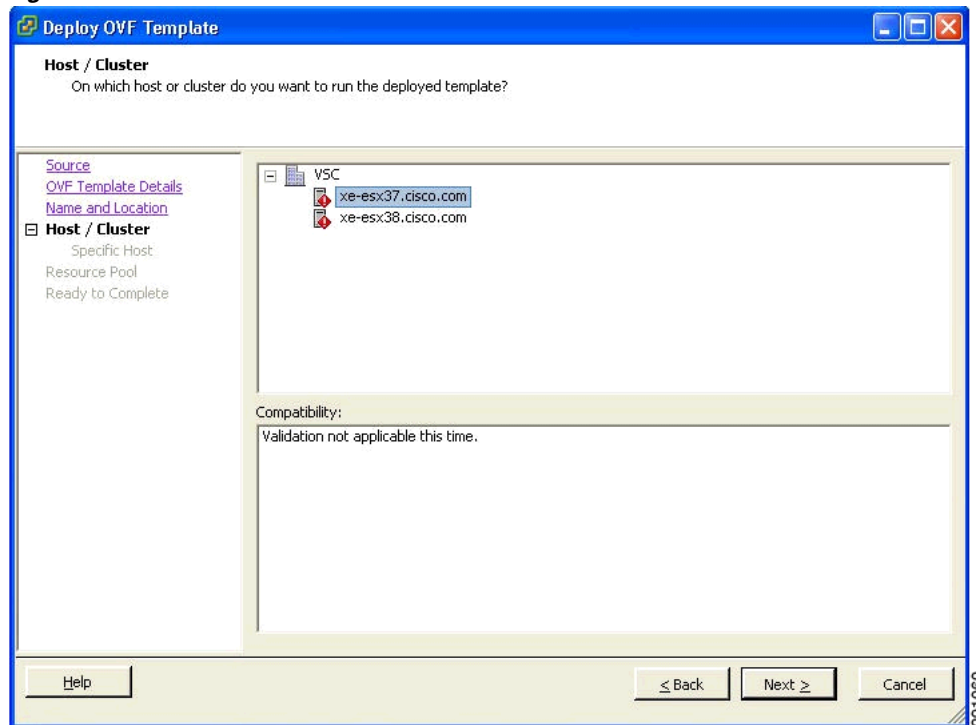 Deploy OVF Template
Host / Cluster
On which host or cluster do you want to run the deployed template?
Source
OVF Template Details
Name and Location
Host / Cluster
Specific Host
Resource Pool
Ready to Complete
VSC
xe-esx37.cisco.com
xe-esx38.cisco.com
Compatibility:
Validation not applicable this time.
Help
< Back
Next >
Cancel